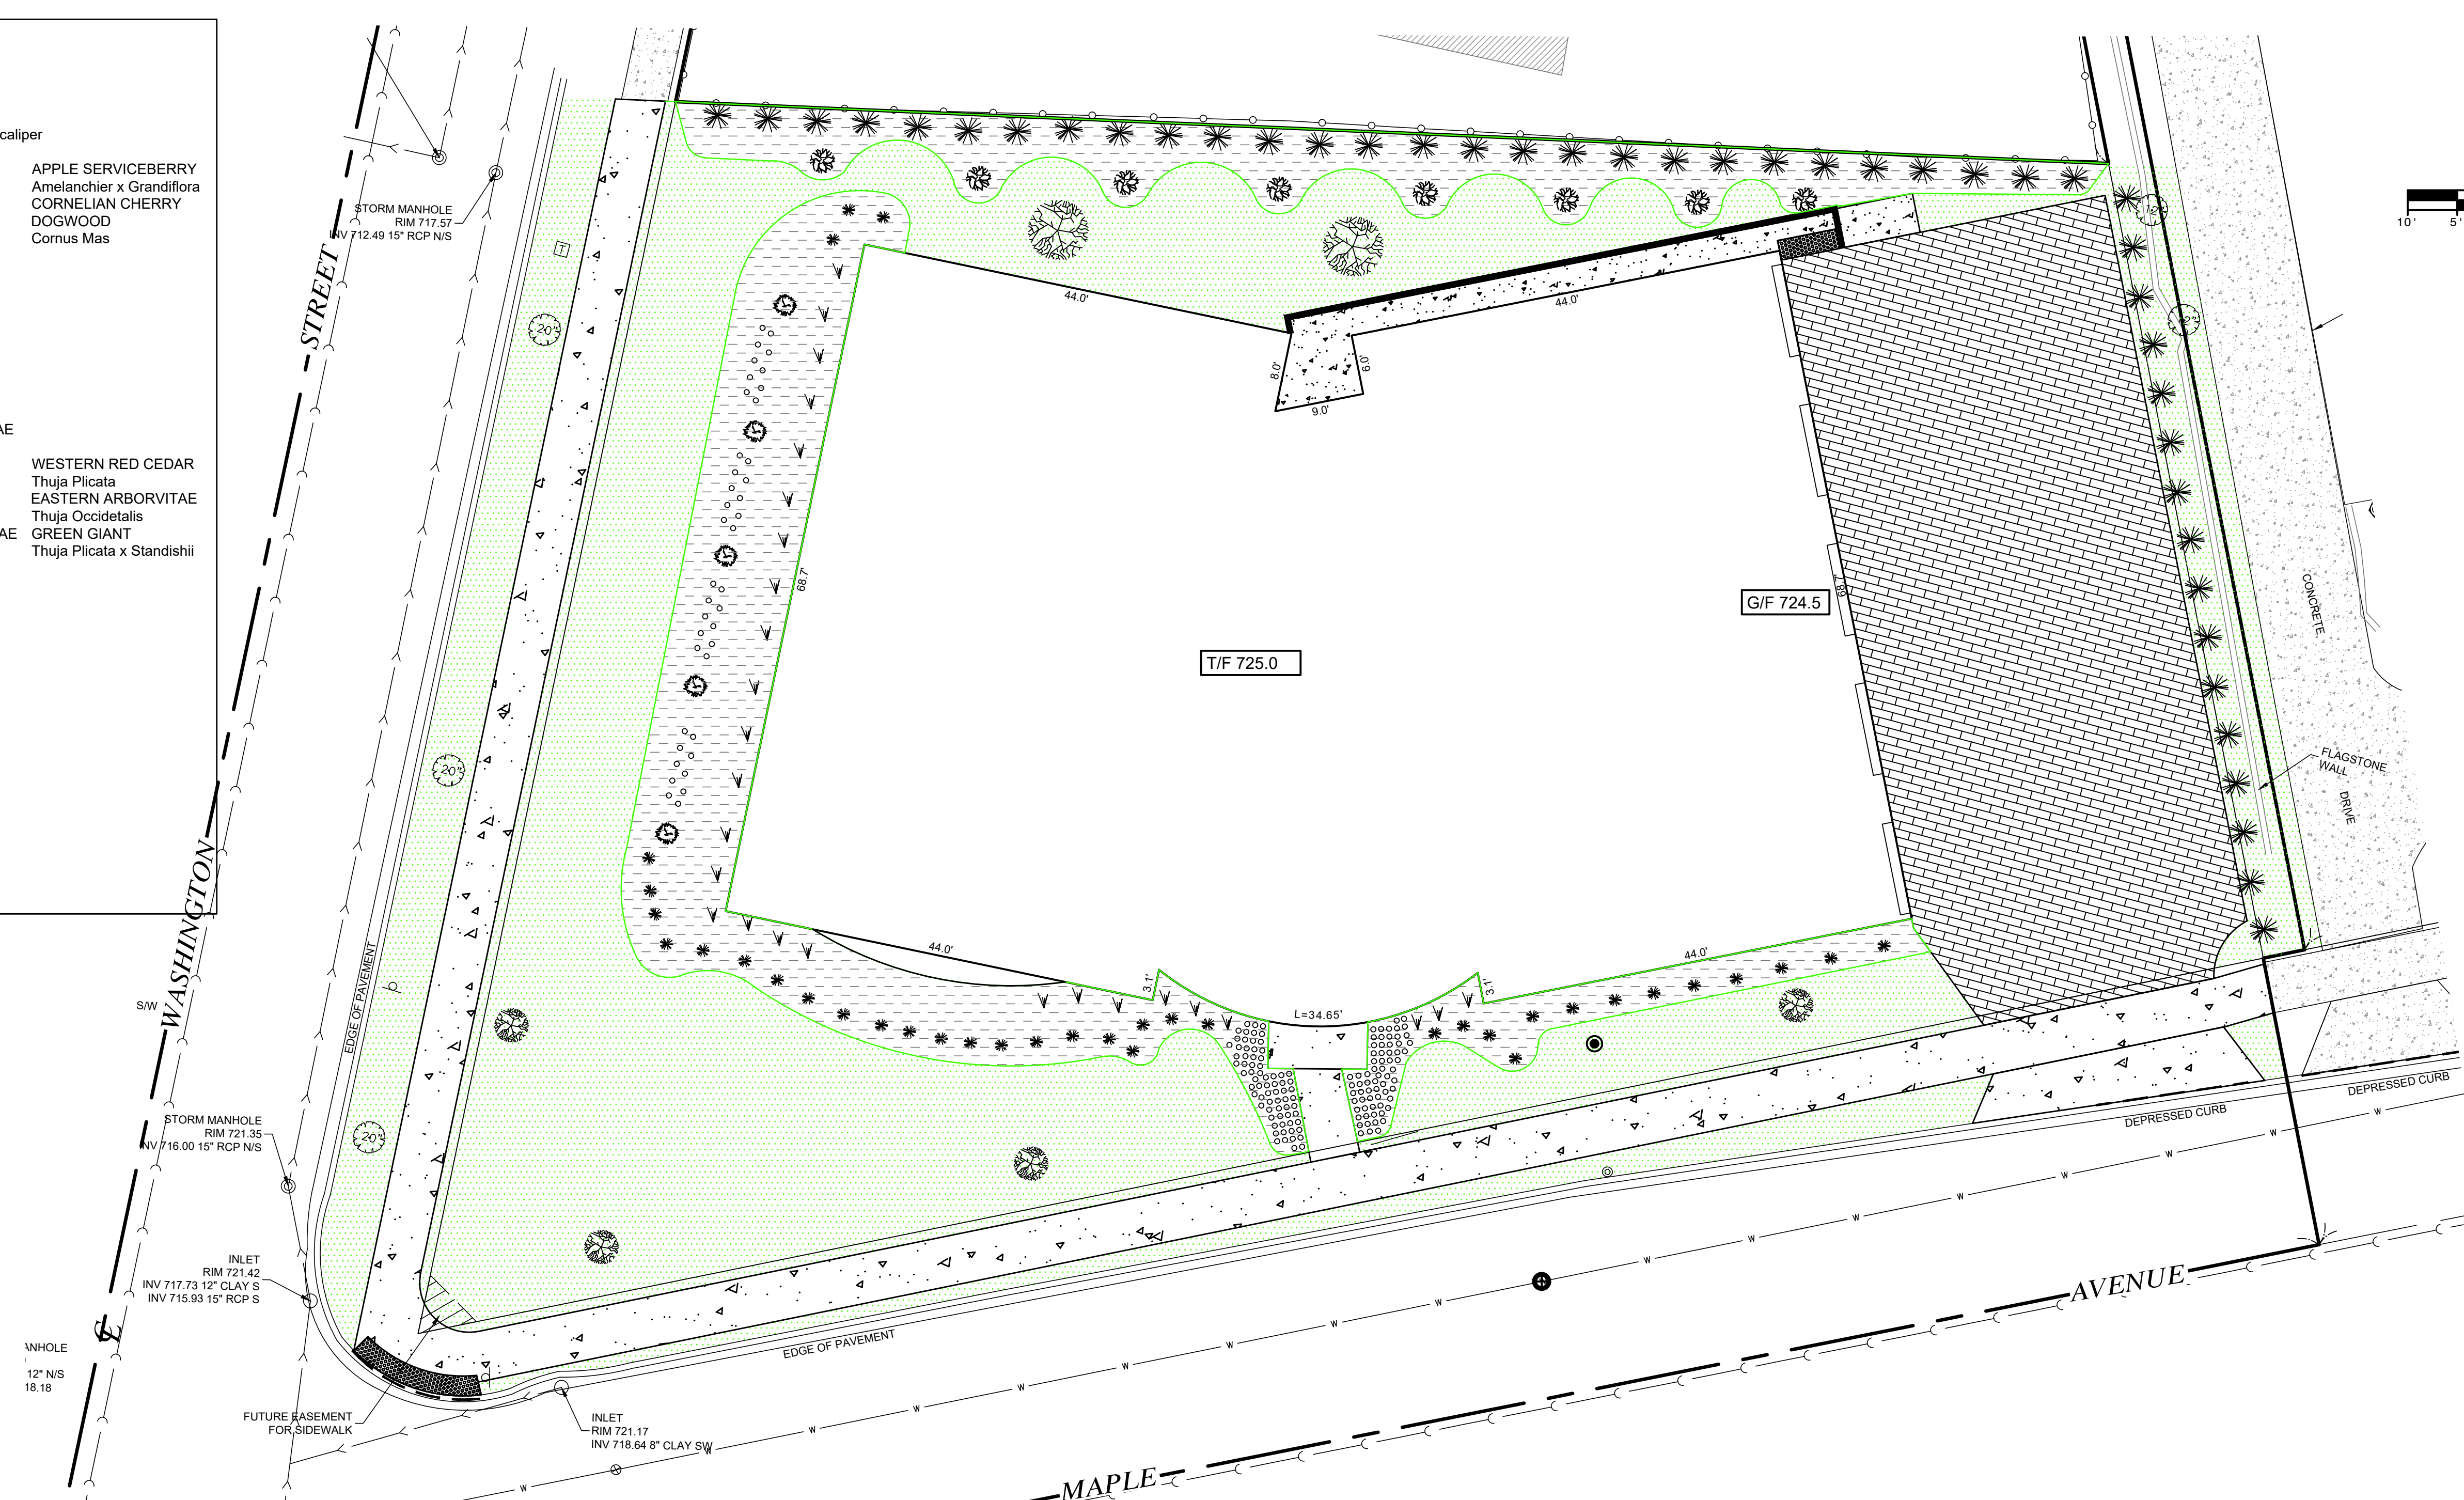 caliper
APPLE SERVICEBERRY
Amelanchier x Grandiflora
CORNELIAN CHERRY
DOGWOOD
Cornus Mas
AE
WESTERN RED CEDAR
Thuja Plicata
EASTERN ARBORVITAE
Thuja Occidetalis
AE GREEN GIANT
Thuja Plicata x Standishii
STREET
WASHINGTON
STORM MANHOLE
RIM 717.57
INV 712.49 15" RCP N/S
T
20"
20"
20"
12"
12"
10'
5'
44.0'
44.0'
8.0'
9.0'
6.0'
68.7'
68.7'
G/F 724.5
T/F 725.0
CONCRETE
DRIVE
FLAGSTONE
WALL
44.0'
3.1'
L=34.65'
3.1'
44.0'
EDGE OF PAVEMENT
S/W
STORM MANHOLE
RIM 721.35
INV 716.00 15" RCP N/S
INLET
RIM 721.42
INV 717.73 12" CLAY S
INV 715.93 15" RCP S
ANHOLE
12" N/S
18.18
FUTURE EASEMENT
FOR SIDEWALK
INLET
RIM 721.17
INV 718.64 8" CLAY SW
EDGE OF PAVEMENT
DEPRESSED CURB
DEPRESSED CURB
W W W W W W W W W W W W W W W W W W
MAPLE
AVENUE